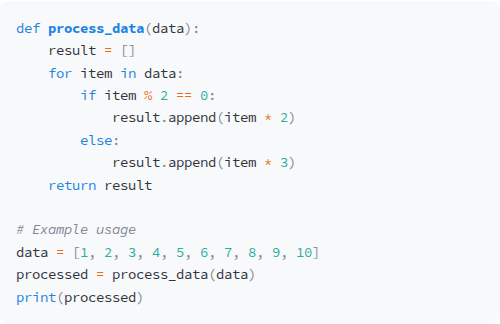 def process_data(data):
    result = []
    for item in data:
        if item % 2 == 0:
            result.append(item * 2)
        else:
            result.append(item * 3)
    return result

# Example usage
data = [1, 2, 3, 4, 5, 6, 7, 8, 9, 10]
processed = process_data(data)
print(processed)